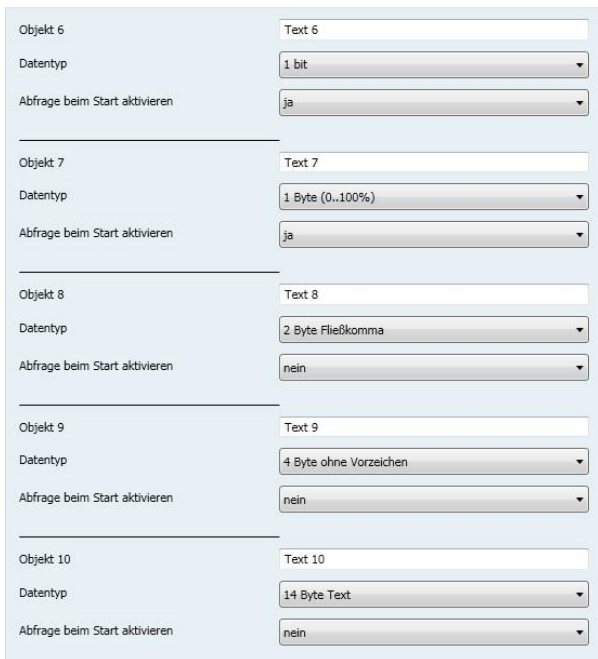 Objekt 6 Text 6
Datentyp 1 bit
Abfrage beim Start aktivieren ja
Objekt 7 Text 7
Datentyp 1 Byte (0..100%)
Abfrage beim Start aktivieren ja
Objekt 8 Text 8
Datentyp 2 Byte Fließkomma
Abfrage beim Start aktivieren nein
Objekt 9 Text 9
Datentyp 4 Byte ohne Vorzeichen
Abfrage beim Start aktivieren nein
Objekt 10 Text 10
Datentyp 14 Byte Text
Abfrage beim Start aktivieren nein